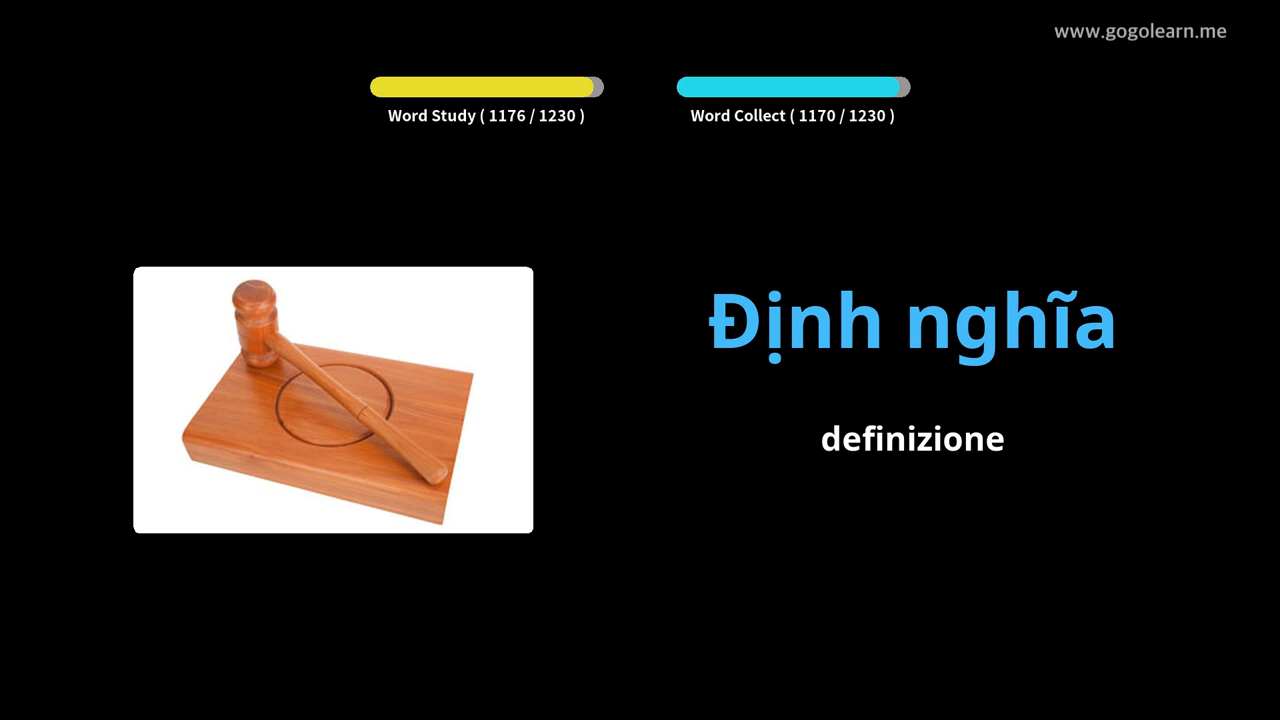 www.gogolearn.me
Word Study ( 1176 / 1230 )
Word Collect ( 1170 / 1230 )
Định nghĩa
definizione